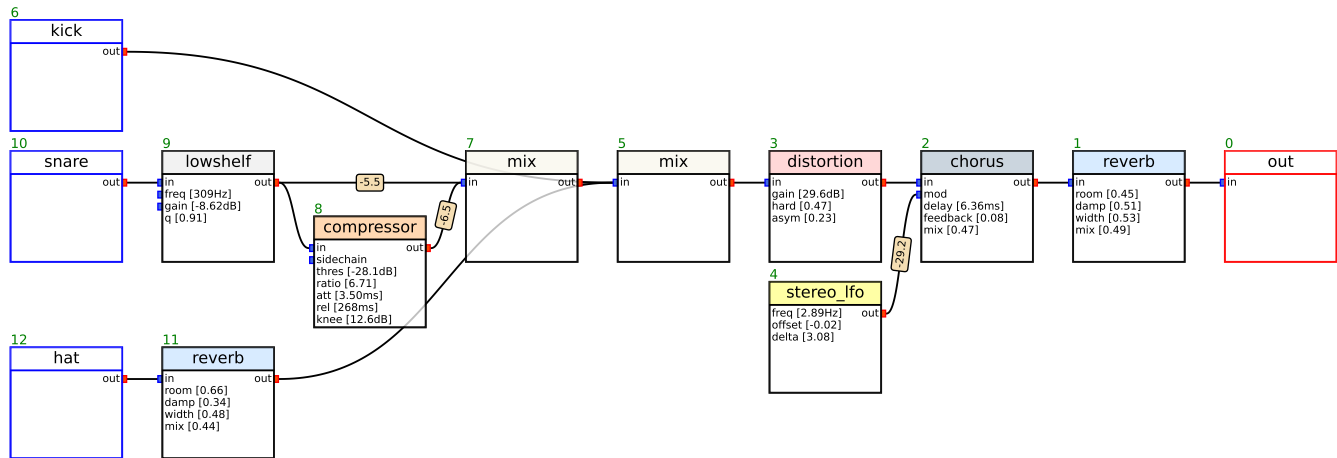 6
kick
out
10
snare
out
9
lowshelf
in out
freq [309Hz]
gain [-8.62dB]
q [0.91]
-5.5
8
compressor
in out
sidechain
thres [-28.1dB]
ratio [6.71]
att [3.50ms]
rel [268ms]
knee [12.6dB]
-6.5
7
mix
in out
5
mix
in out
3
distortion
in out
gain [29.6dB]
hard [0.47]
asym [0.23]
4
stereo_lfo
freq [2.89Hz] out
offset [-0.02]
delta [3.08]
-29.2
2
chorus
in out
mod
delay [6.36ms]
feedback [0.08]
mix [0.47]
1
reverb
in out
room [0.45]
damp [0.51]
width [0.53]
mix [0.49]
0
out
in
12
hat
out
11
reverb
in out
room [0.66]
damp [0.34]
width [0.48]
mix [0.44]